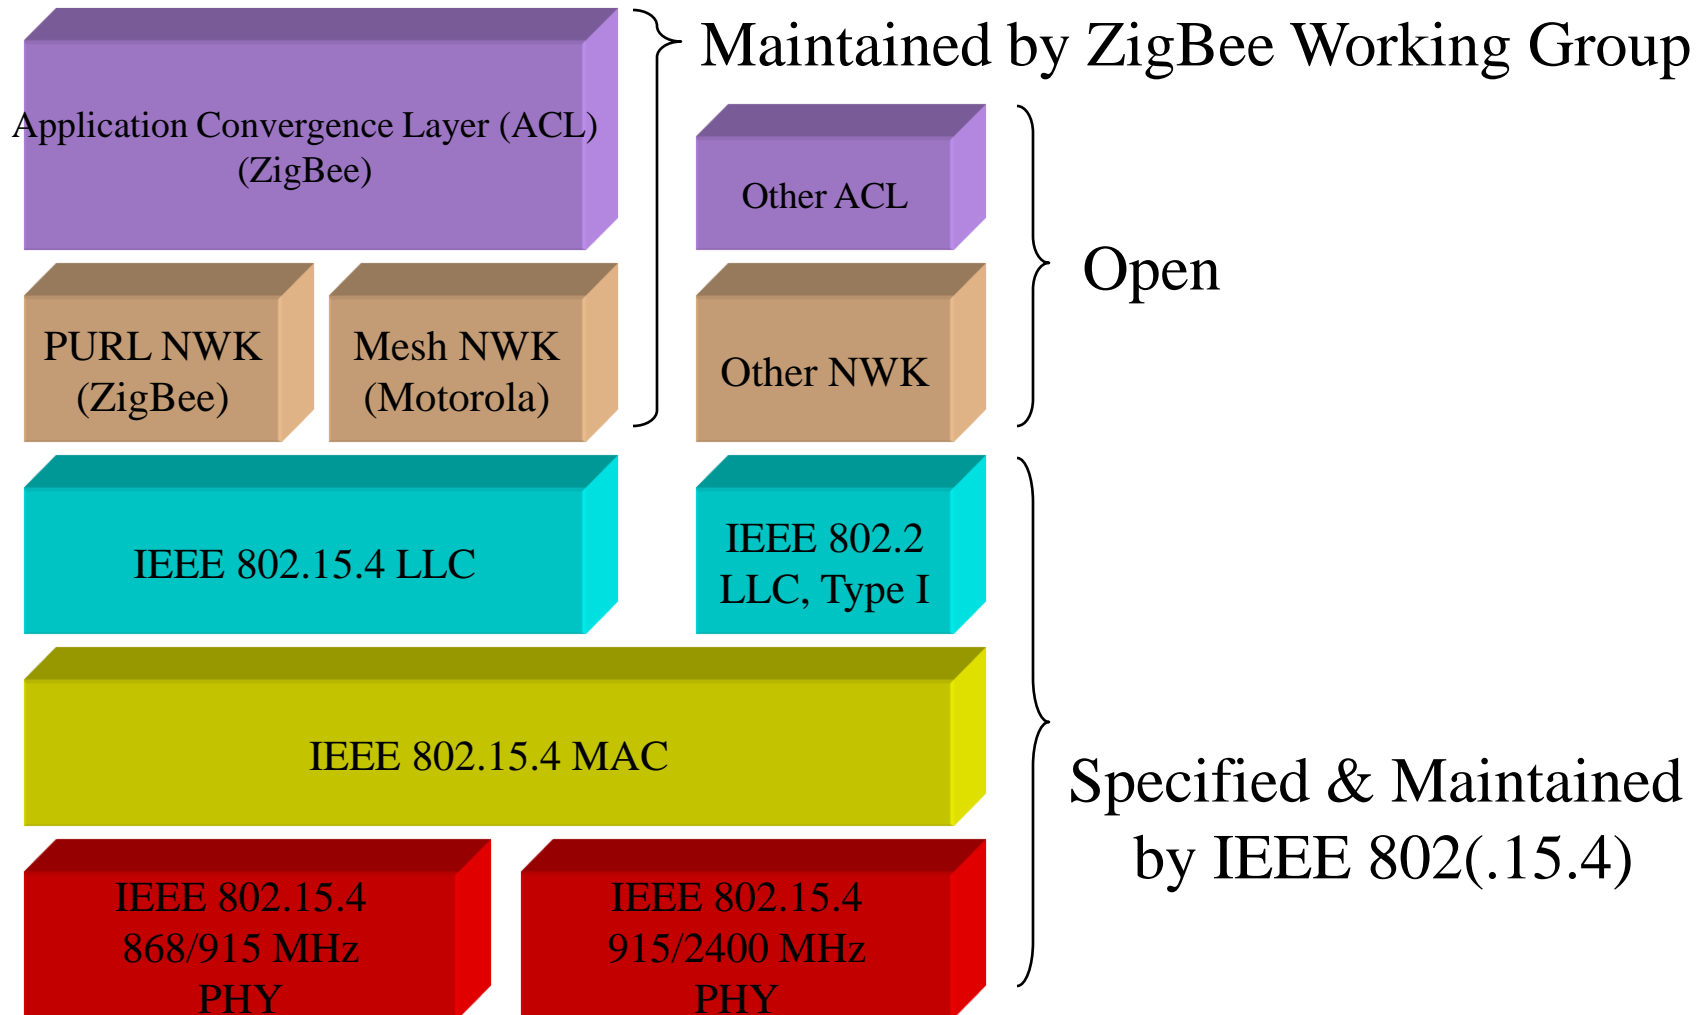 Maintained by ZigBee Working Group
Application Convergence Layer (ACL)
(ZigBee)
Other ACL
Open
PURL NWK
(ZigBee)
Mesh NWK
(Motorola)
Other NWK
IEEE 802.15.4 LLC
IEEE 802.2
LLC, Type I
IEEE 802.15.4 MAC
Specified & Maintained
by IEEE 802(.15.4)
IEEE 802.15.4
868/915 MHz
PHY
IEEE 802.15.4
915/2400 MHz
PHY